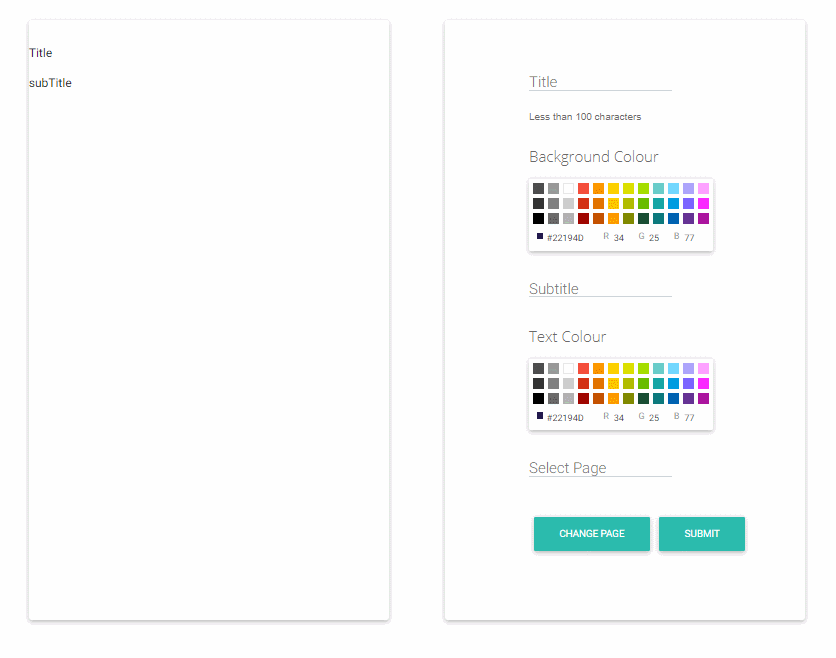 Title
subTitle
Title
Less than 100 characters
Background Colour
#22194D R 34 G 25 B 77
Subtitle
Text Colour
#22194D R 34 G 25 B 77
Select Page
CHANGE PAGE SUBMIT